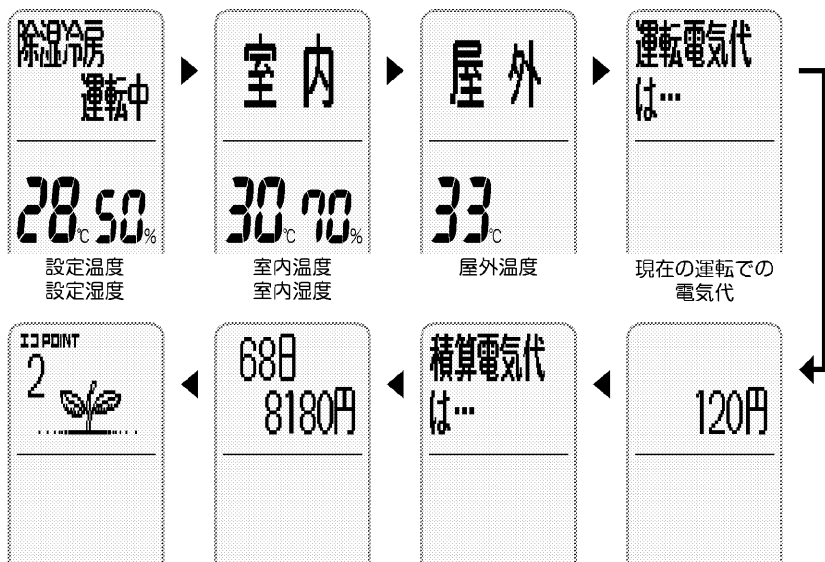 除湿冷房
運転中
28℃ 50%
設定温度
設定湿度
室内
30℃ 70%
室内温度
室内湿度
屋外
33℃
屋外温度
運転電気代
は…
現在の運転での
電気代
120円
積算電気代
は…
68日
8180円
エコPOINT
2